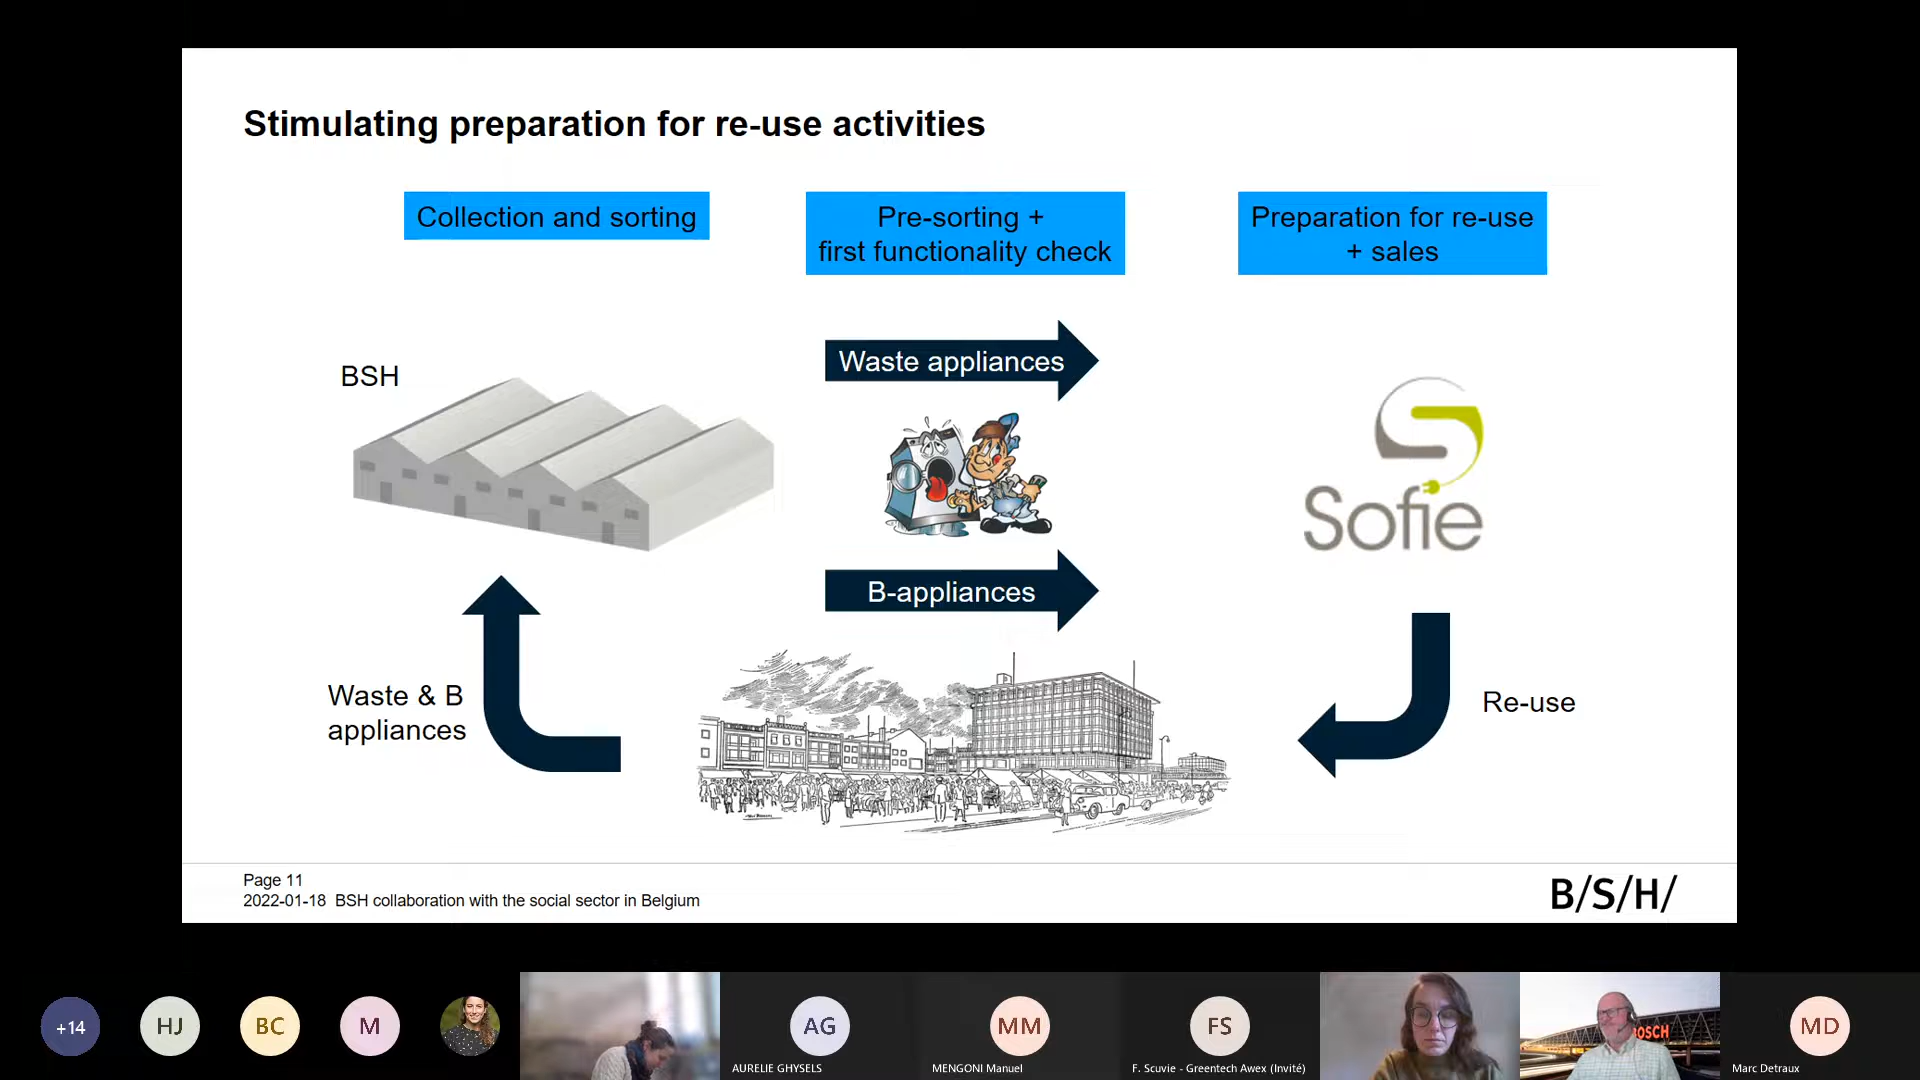 Stimulating preparation for re-use activities
Collection and sorting
Pre-sorting +
first functionality check
Preparation for re-use
+ sales
BSH
Waste appliances
Sofie
B-appliances
Waste & B
appliances
Re-use
Page 11
2022-01-18 BSH collaboration with the social sector in Belgium
B/S/H/
+14
HJ
BC
M
AG
AURELIE GHYSELS
MM
MENGONI Manuel
FS
F. Scuvie - Greentech Awex (Invité)
BOSCH
MD
Marc Detraux